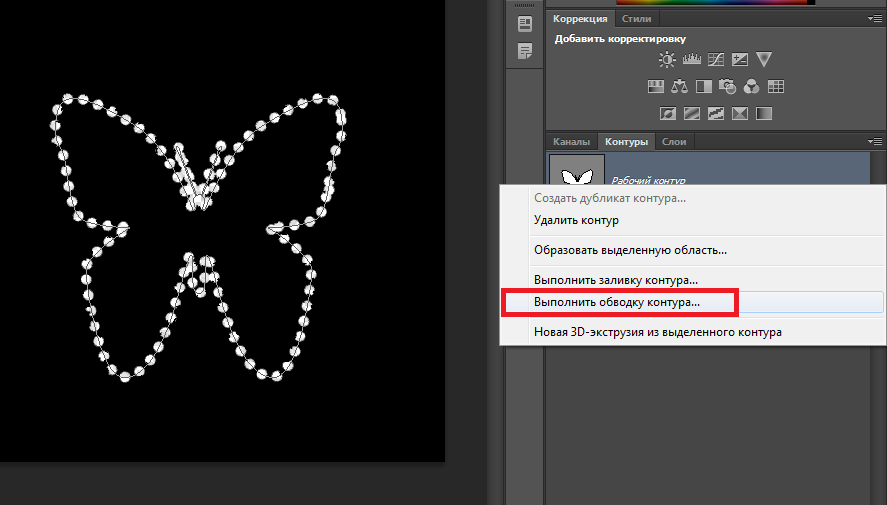 Коррекция Стили
Добавить корректировку
Каналы Контуры Слои
Рабочий контур
Создать дубликат контура...
Удалить контур
Образовать выделенную область...
Выполнить заливку контура...
Выполнить обводку контура...
Новая 3D-экструзия из выделенного контура